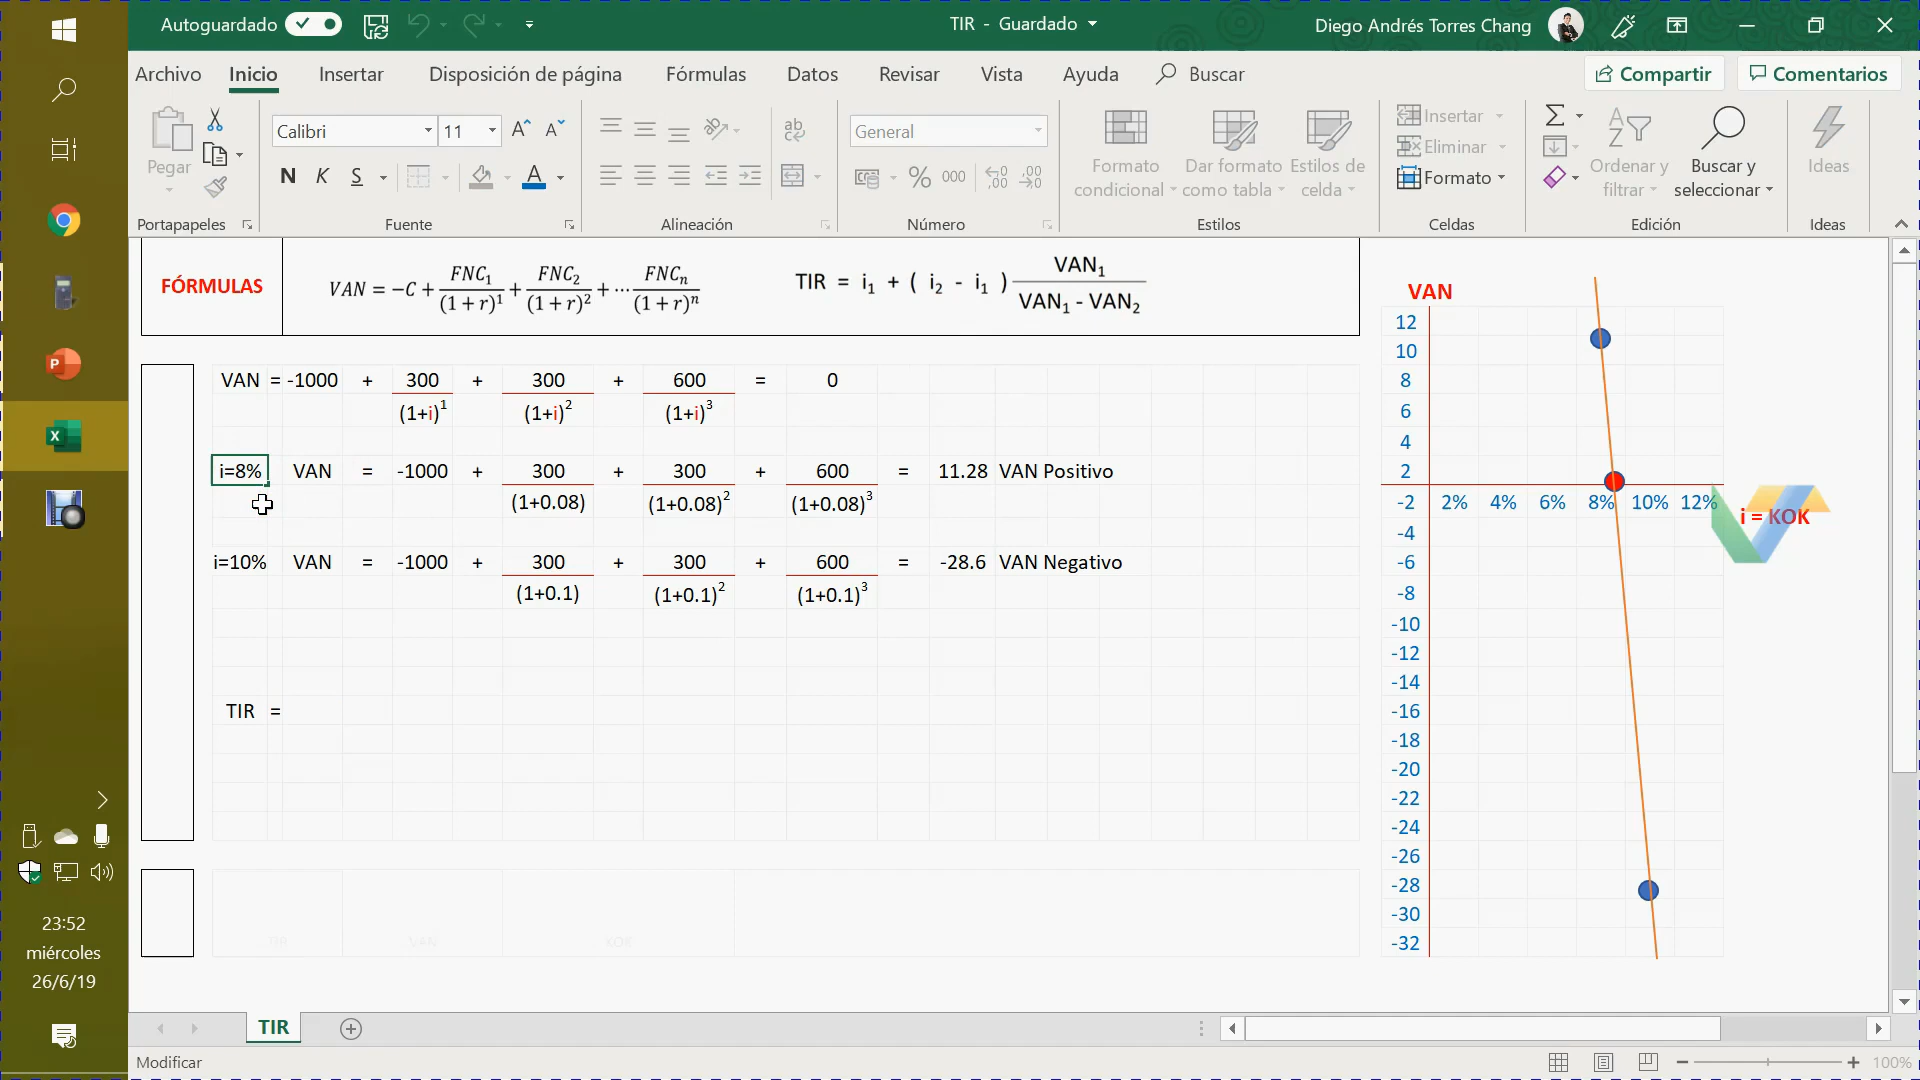 Autoguardado
TIR - Guardado
Diego Andrés Torres Chang
Archivo Inicio Insertar Disposición de página Fórmulas Datos Revisar Vista Ayuda Buscar
Compartir Comentarios
Pegar
Calibri 11
N K S
General
% 000
Formato condicional
Dar formato como tabla
Estilos de celda
Insertar
Eliminar
Formato
Ordenar y filtrar
Buscar y seleccionar
Ideas
Portapapeles Fuente Alineación Número Estilos Celdas Edición Ideas
FÓRMULAS
VAN = −C + FNC₁/(1 + r)¹ + FNC₂/(1 + r)² + ⋯ FNCₙ/(1 + r)ⁿ
TIR = i₁ + ( i₂ - i₁ ) VAN₁/VAN₁ - VAN₂
VAN = -1000 + 300 + 300 + 600 = 0
(1+i)¹ (1+i)² (1+i)³
i=8% VAN = -1000 + 300 + 300 + 600 = 11.28 VAN Positivo
(1+0.08) (1+0.08)² (1+0.08)³
i=10% VAN = -1000 + 300 + 300 + 600 = -28.6 VAN Negativo
(1+0.1) (1+0.1)² (1+0.1)³
TIR =
TIR VAN KOK
VAN
12
10
8
6
4
2
-2 2% 4% 6% 8% 10% 12%
i = KOK
-4
-6
-8
-10
-12
-14
-16
-18
-20
-22
-24
-26
-28
-30
-32
23:52
miércoles
26/6/19
TIR
Modificar
100%